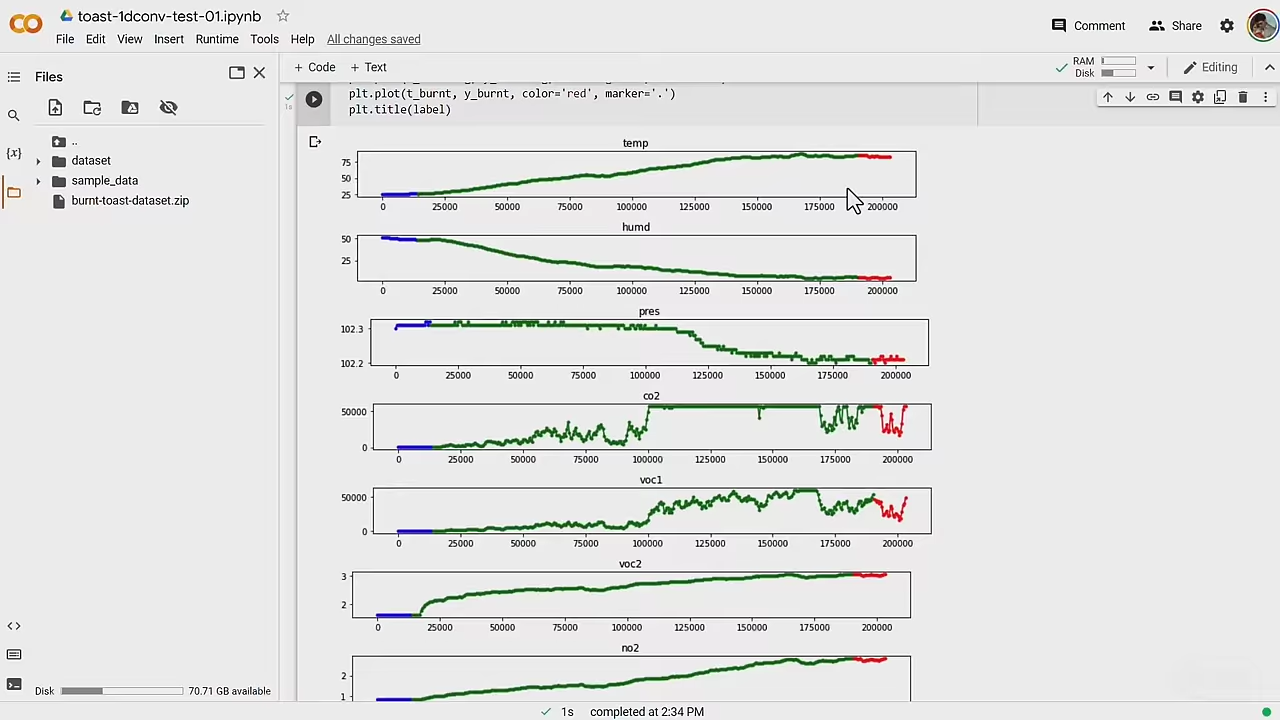 toast-1dconv-test-01.ipynb
File Edit View Insert Runtime Tools Help All changes saved
Comment Share
Files
+ Code + Text
RAM
Disk
Editing
..
dataset
sample_data
burnt-toast-dataset.zip
{x}
1s
plt.plot(t_burnt, y_burnt, color='red', marker='.')
plt.title(label)
temp
75
50
25
0 25000 50000 75000 100000 125000 150000 175000 200000
humd
50
25
0 25000 50000 75000 100000 125000 150000 175000 200000
pres
102.3
102.2
0 25000 50000 75000 100000 125000 150000 175000 200000
co2
50000
0
0 25000 50000 75000 100000 125000 150000 175000 200000
voc1
50000
0
0 25000 50000 75000 100000 125000 150000 175000 200000
voc2
3
2
0 25000 50000 75000 100000 125000 150000 175000 200000
no2
2
1
Disk 70.71 GB available
1s completed at 2:34 PM